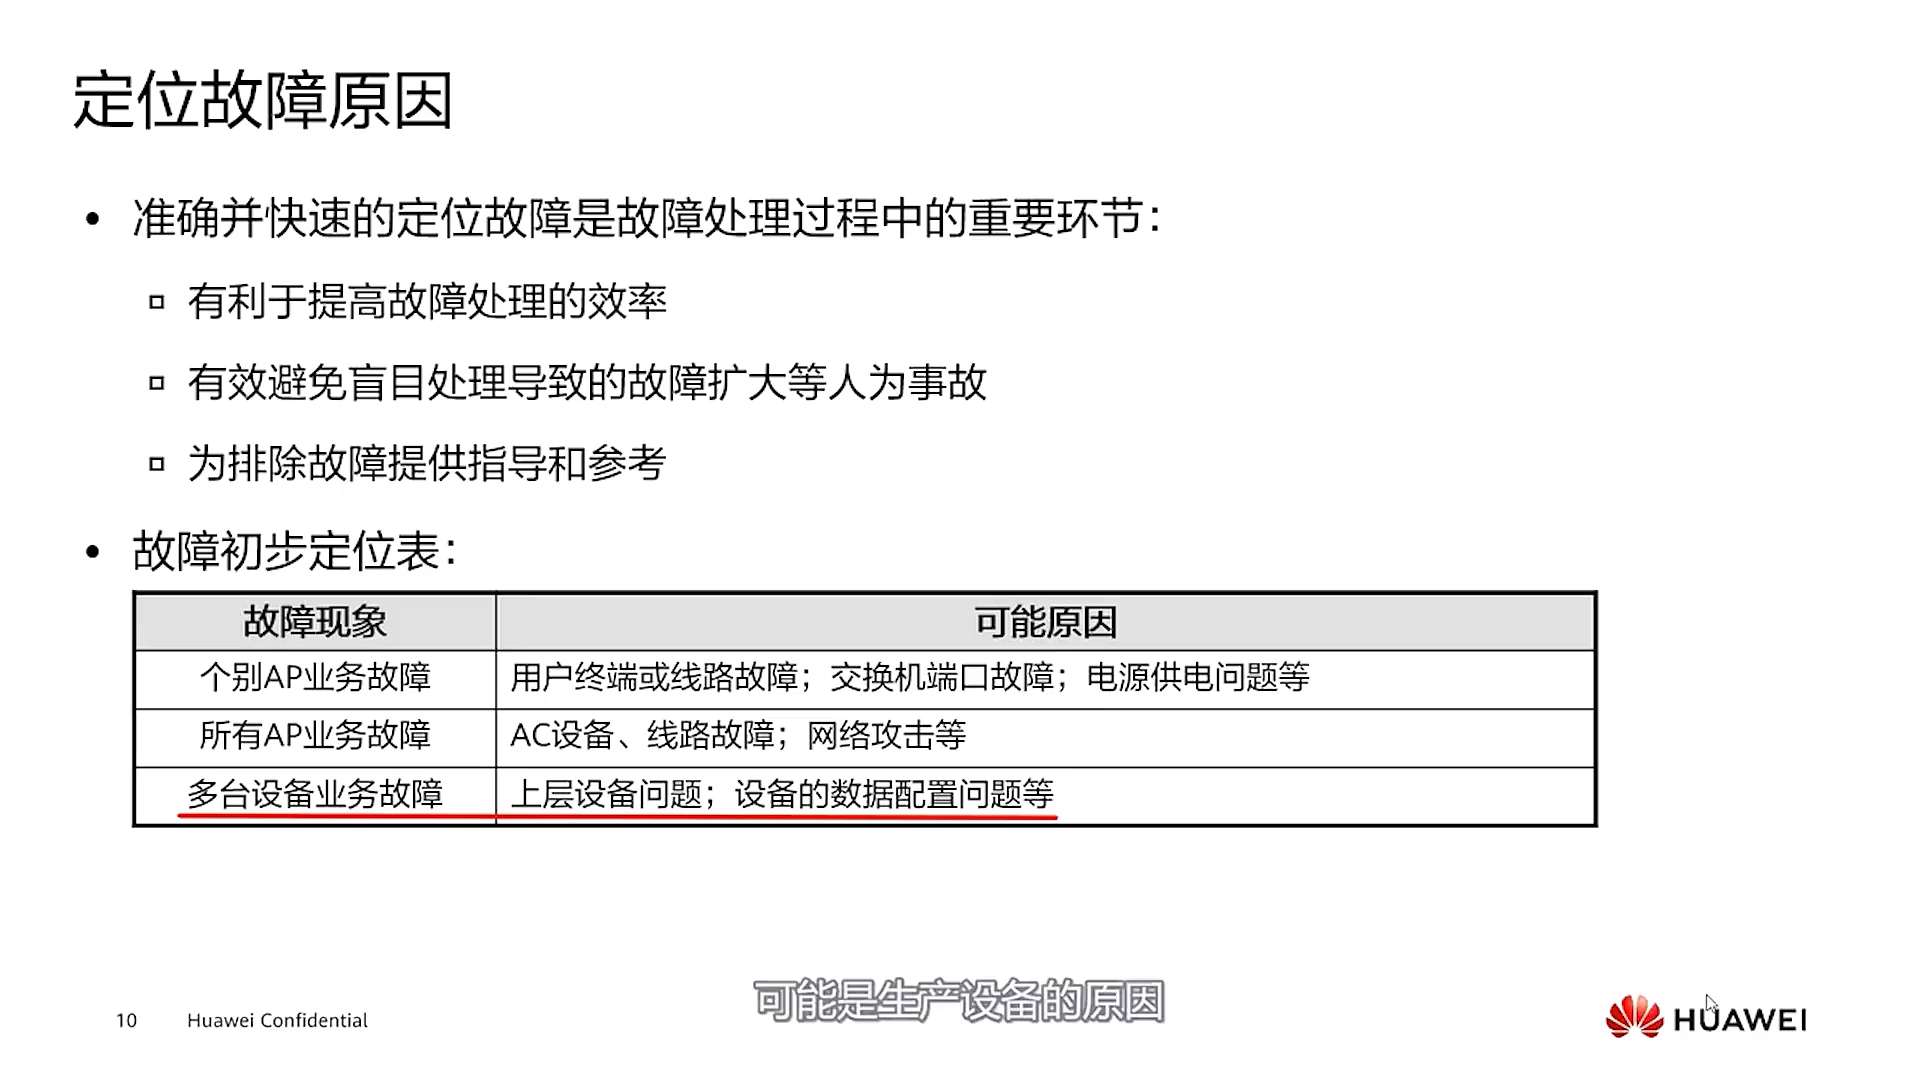 定位故障原因
• 准确并快速的定位故障是故障处理过程中的重要环节：
▫ 有利于提高故障处理的效率
▫ 有效避免盲目处理导致的故障扩大等人为事故
▫ 为排除故障提供指导和参考
• 故障初步定位表：
故障现象 可能原因
个别AP业务故障 用户终端或线路故障；交换机端口故障；电源供电问题等
所有AP业务故障 AC设备、线路故障；网络攻击等
多台设备业务故障 上层设备问题；设备的数据配置问题等
可能是生产设备的原因
10 Huawei Confidential
HUAWEI